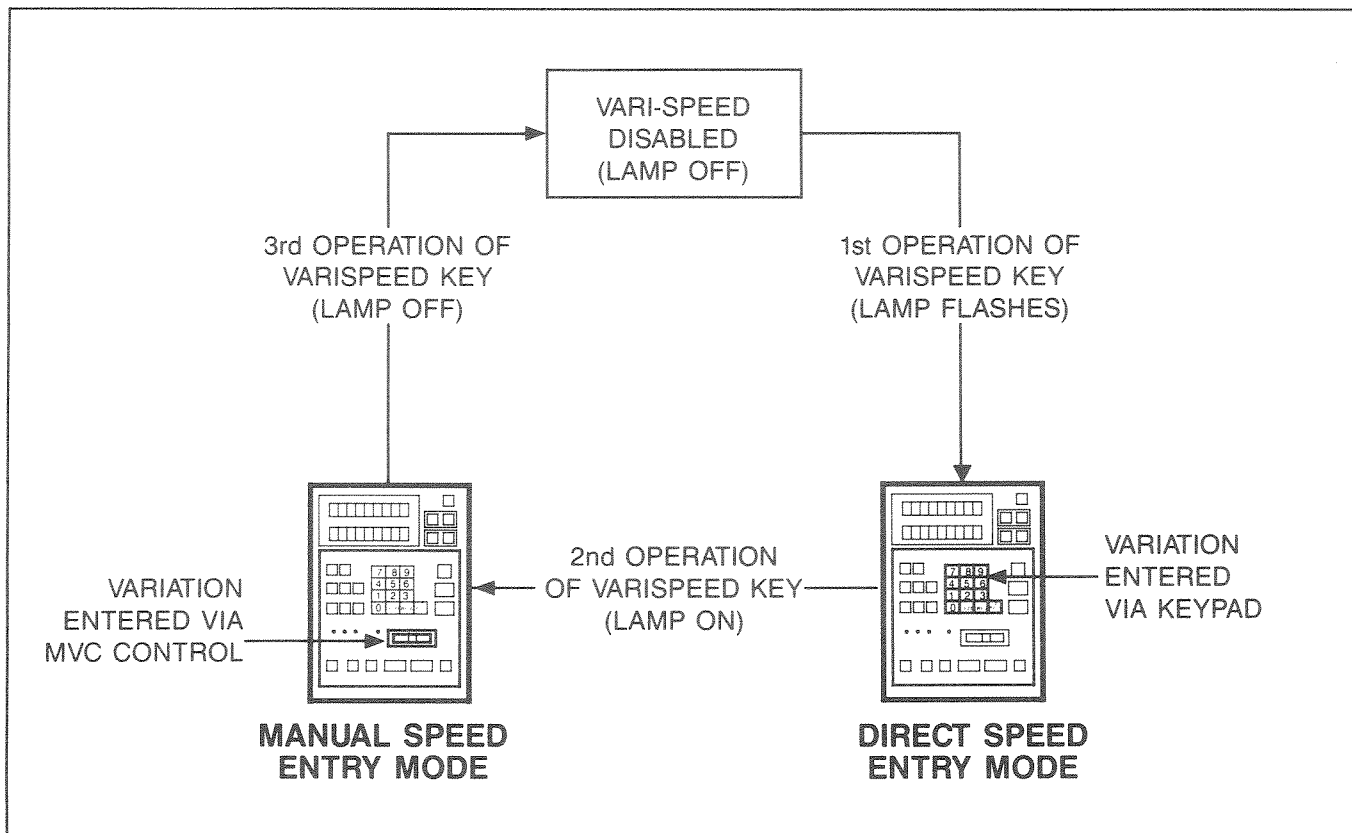 VARI-SPEED
DISABLED
(LAMP OFF)
3rd OPERATION OF
VARISPEED KEY
(LAMP OFF)
1st OPERATION OF
VARISPEED KEY
(LAMP FLASHES)
2nd OPERATION
OF VARISPEED KEY
(LAMP ON)
VARIATION
ENTERED VIA
MVC CONTROL
7 8 9
4 5 6
1 2 3
0
MANUAL SPEED
ENTRY MODE
7 8 9
4 5 6
1 2 3
0
VARIATION
ENTERED
VIA KEYPAD
DIRECT SPEED
ENTRY MODE